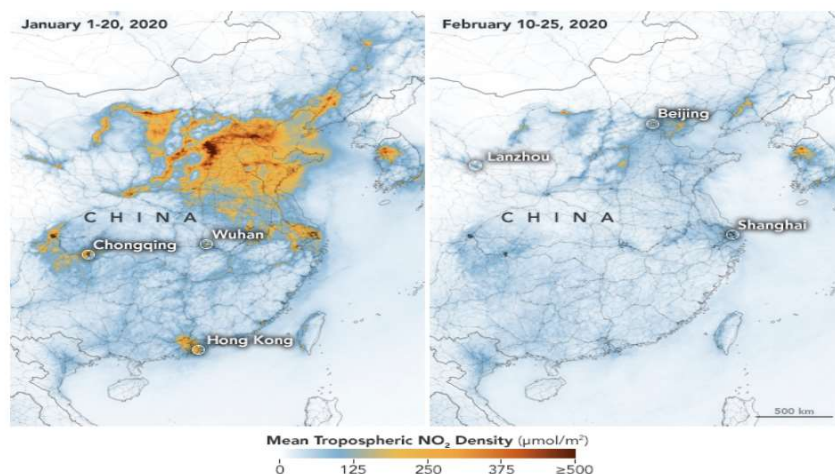 January 1-20, 2020
CHINA
Chongqing
Wuhan
Hong Kong
February 10-25, 2020
Beijing
Lanzhou
CHINA
Shanghai
500 km
Mean Tropospheric NO₂ Density (μmol/m²)
0 125 250 375 ≥500